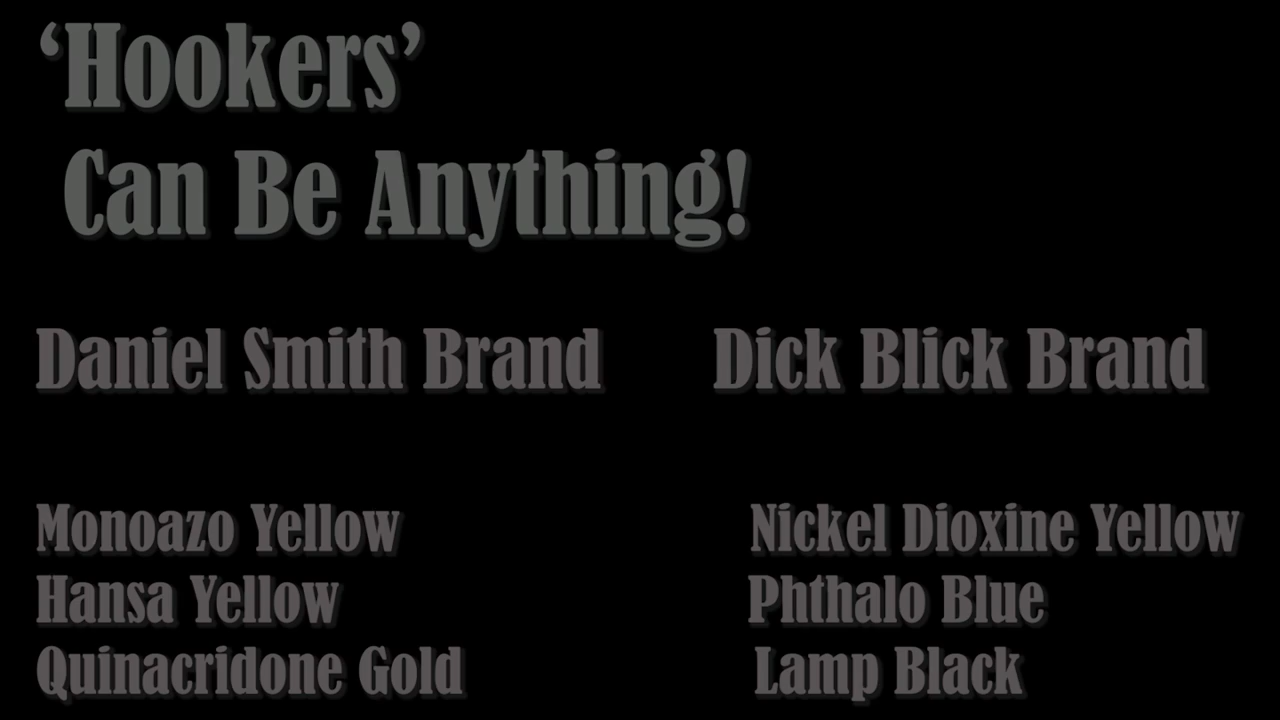 ‘Hookers’
Can Be Anything!
Daniel Smith Brand
Dick Blick Brand
Monoazo Yellow
Hansa Yellow
Quinacridone Gold
Nickel Dioxine Yellow
Phthalo Blue
Lamp Black